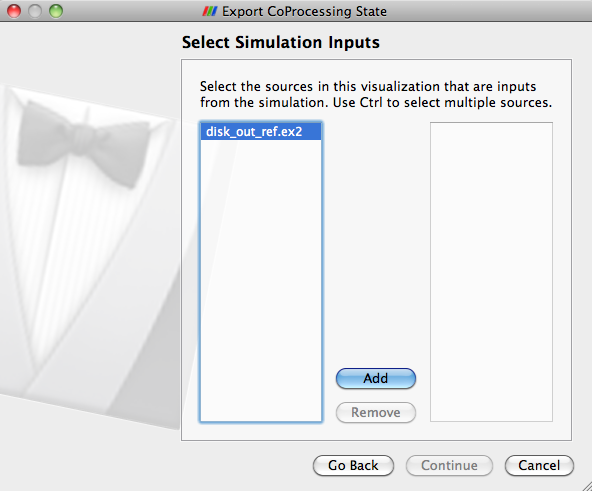 Export CoProcessing State
Select Simulation Inputs
Select the sources in this visualization that are inputs
from the simulation. Use Ctrl to select multiple sources.
disk_out_ref.ex2
Add
Remove
Go Back
Continue
Cancel